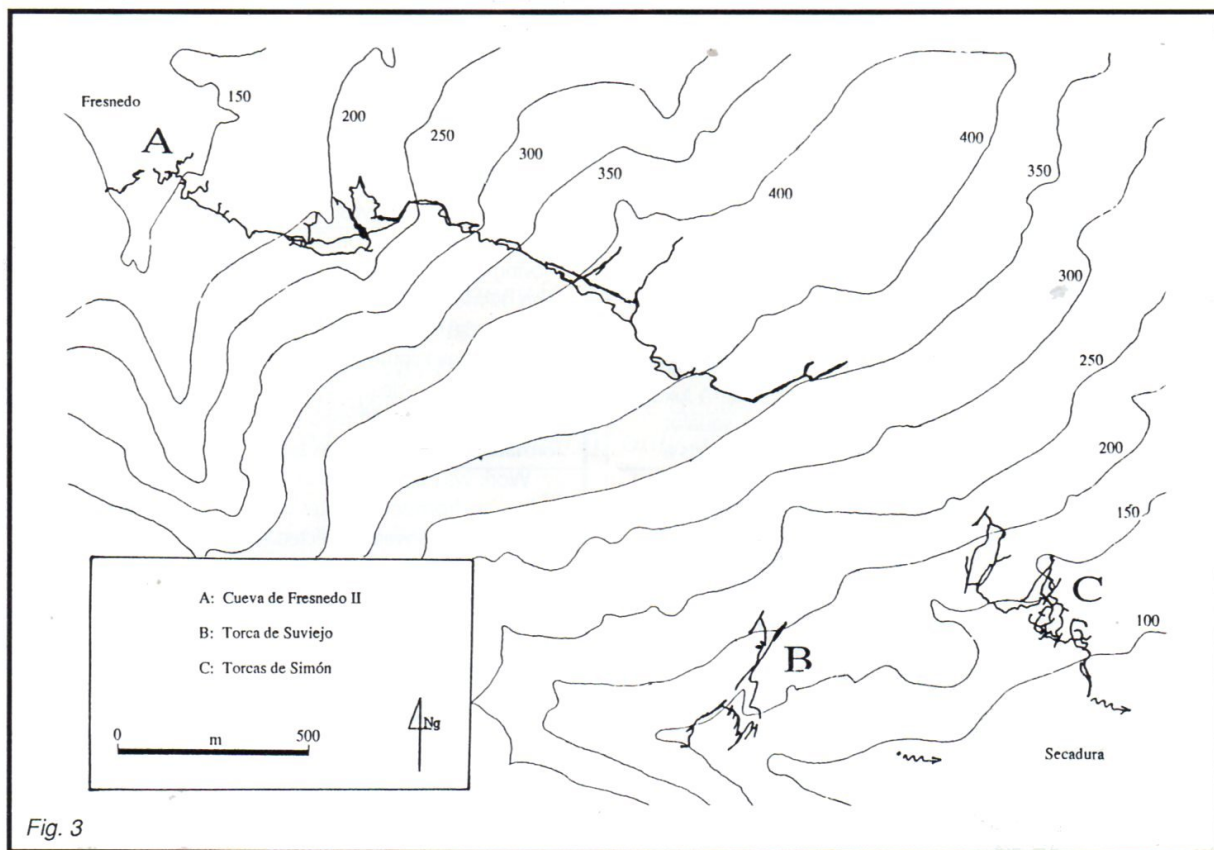 Fresnedo
A
150
200
250
300
350
400
400
350
300
250
200
150
100
C
B
A: Cueva de Fresnedo II
B: Torca de Suviejo
C: Torcas de Simón
Ng
0 m 500
Secadura
Fig. 3